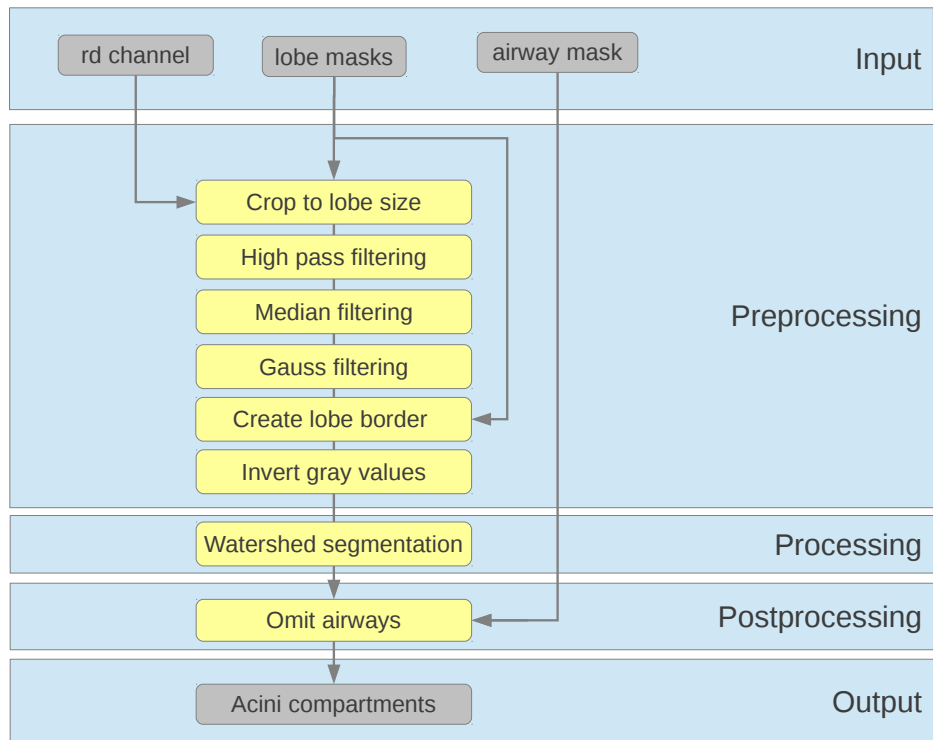 rd channel
lobe masks
airway mask
Input
Crop to lobe size
High pass filtering
Median filtering
Preprocessing
Gauss filtering
Create lobe border
Invert gray values
Watershed segmentation
Processing
Omit airways
Postprocessing
Acini compartments
Output